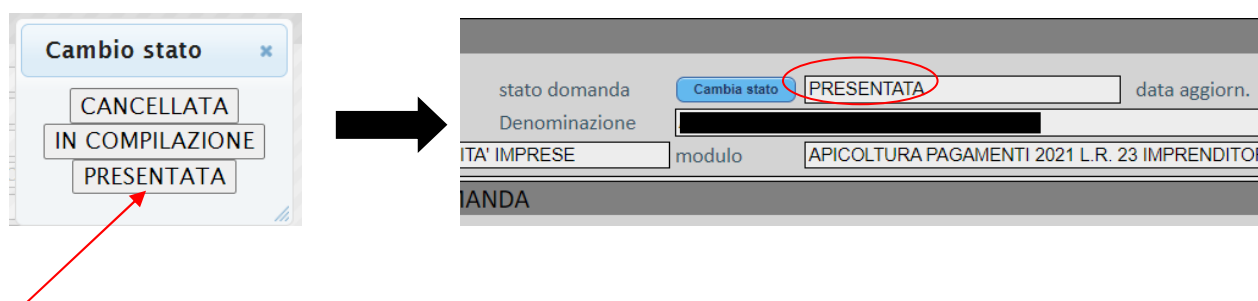 Cambio stato ×
CANCELLATA
IN COMPILAZIONE
PRESENTATA
stato domanda Cambia stato PRESENTATA data aggiorn.
Denominazione
ITA' IMPRESE modulo APICOLTURA PAGAMENTI 2021 L.R. 23 IMPRENDITO
MANDA